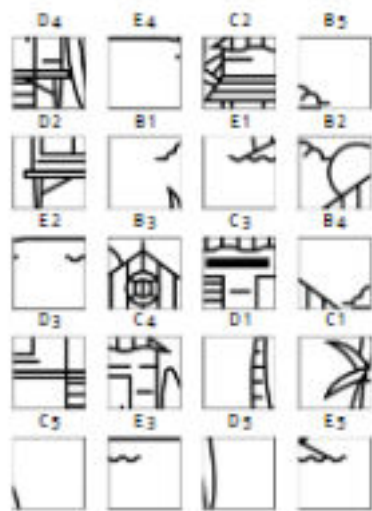 D4 E4 C2 B5
D2 B1 E1 B2
E2 B3 C3 B4
D3 C4 D1 C1
C5 E3 D5 E5